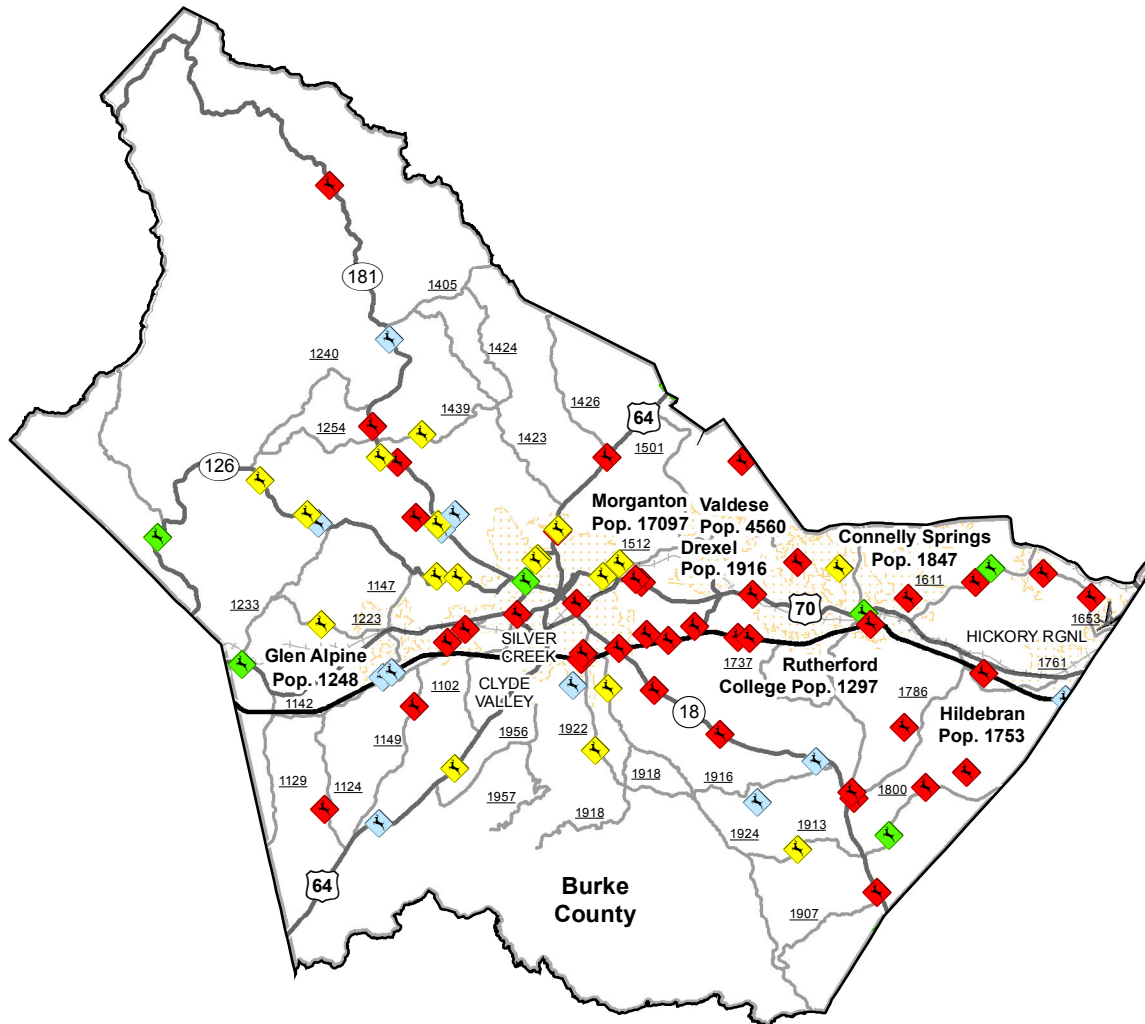 181
1405
1424
1240
1439
1426
64
1254
1423
1501
126
Morganton
Pop. 17097
Valdese
Pop. 4560
Connelly Springs
Pop. 1847
1512
Drexel
Pop. 1916
1147
1611
1233
1223
70
1653
SILVER
CREEK
HICKORY RGNL
Glen Alpine
Pop. 1248
1737
Rutherford
College Pop. 1297
1761
1102
CLYDE
VALLEY
1142
1786
18
Hildebran
Pop. 1753
1149
1956
1922
1129
1124
1918
1916
1800
1957
1918
1924
1913
64
Burke
County
1907